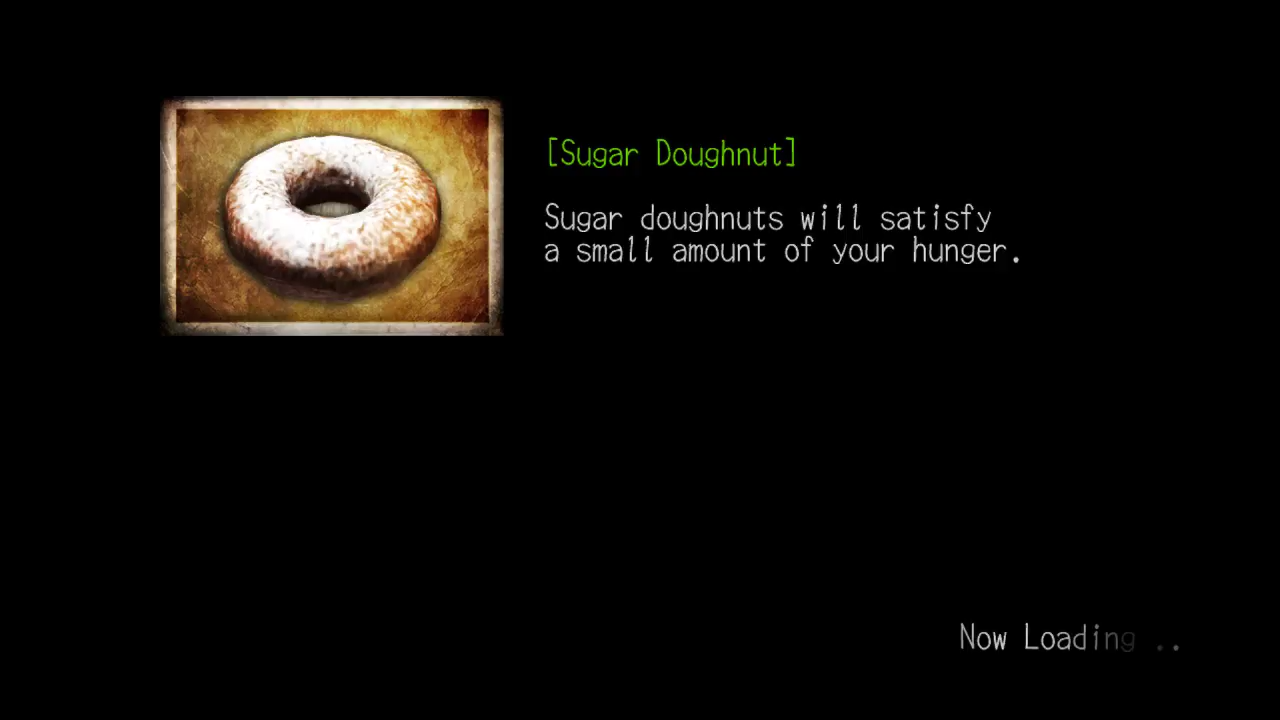 [Sugar Doughnut]
Sugar doughnuts will satisfy
a small amount of your hunger.
Now Loading ..